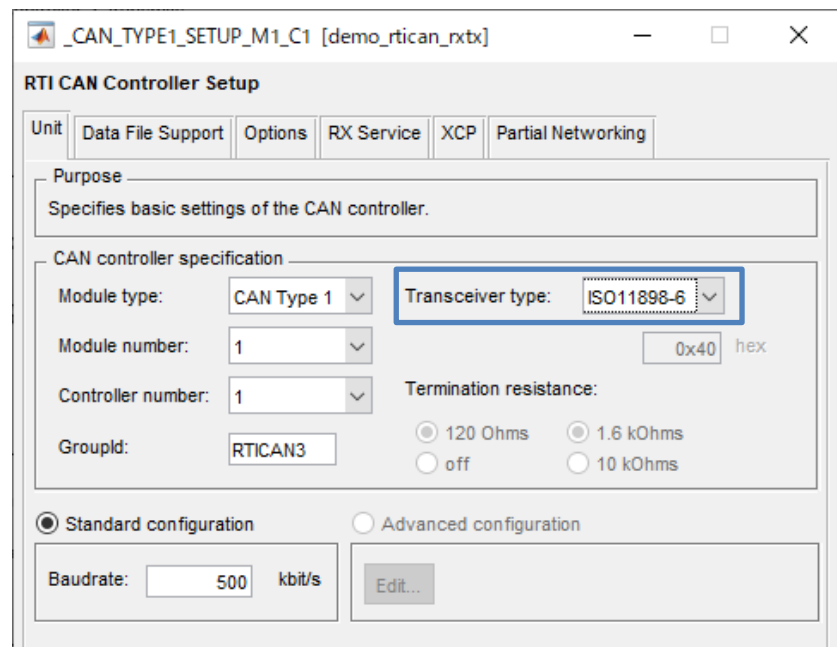 _CAN_TYPE1_SETUP_M1_C1 [demo_rtican_rxtx]
RTI CAN Controller Setup
Unit Data File Support Options RX Service XCP Partial Networking
Purpose
Specifies basic settings of the CAN controller.
CAN controller specification
Module type: CAN Type 1 Transceiver type: ISO11898-6
Module number: 1 0x40 hex
Controller number: 1 Termination resistance:
GroupId: RTICAN3 120 Ohms 1.6 kOhms
off 10 kOhms
Standard configuration Advanced configuration
Baudrate: 500 kbit/s Edit...